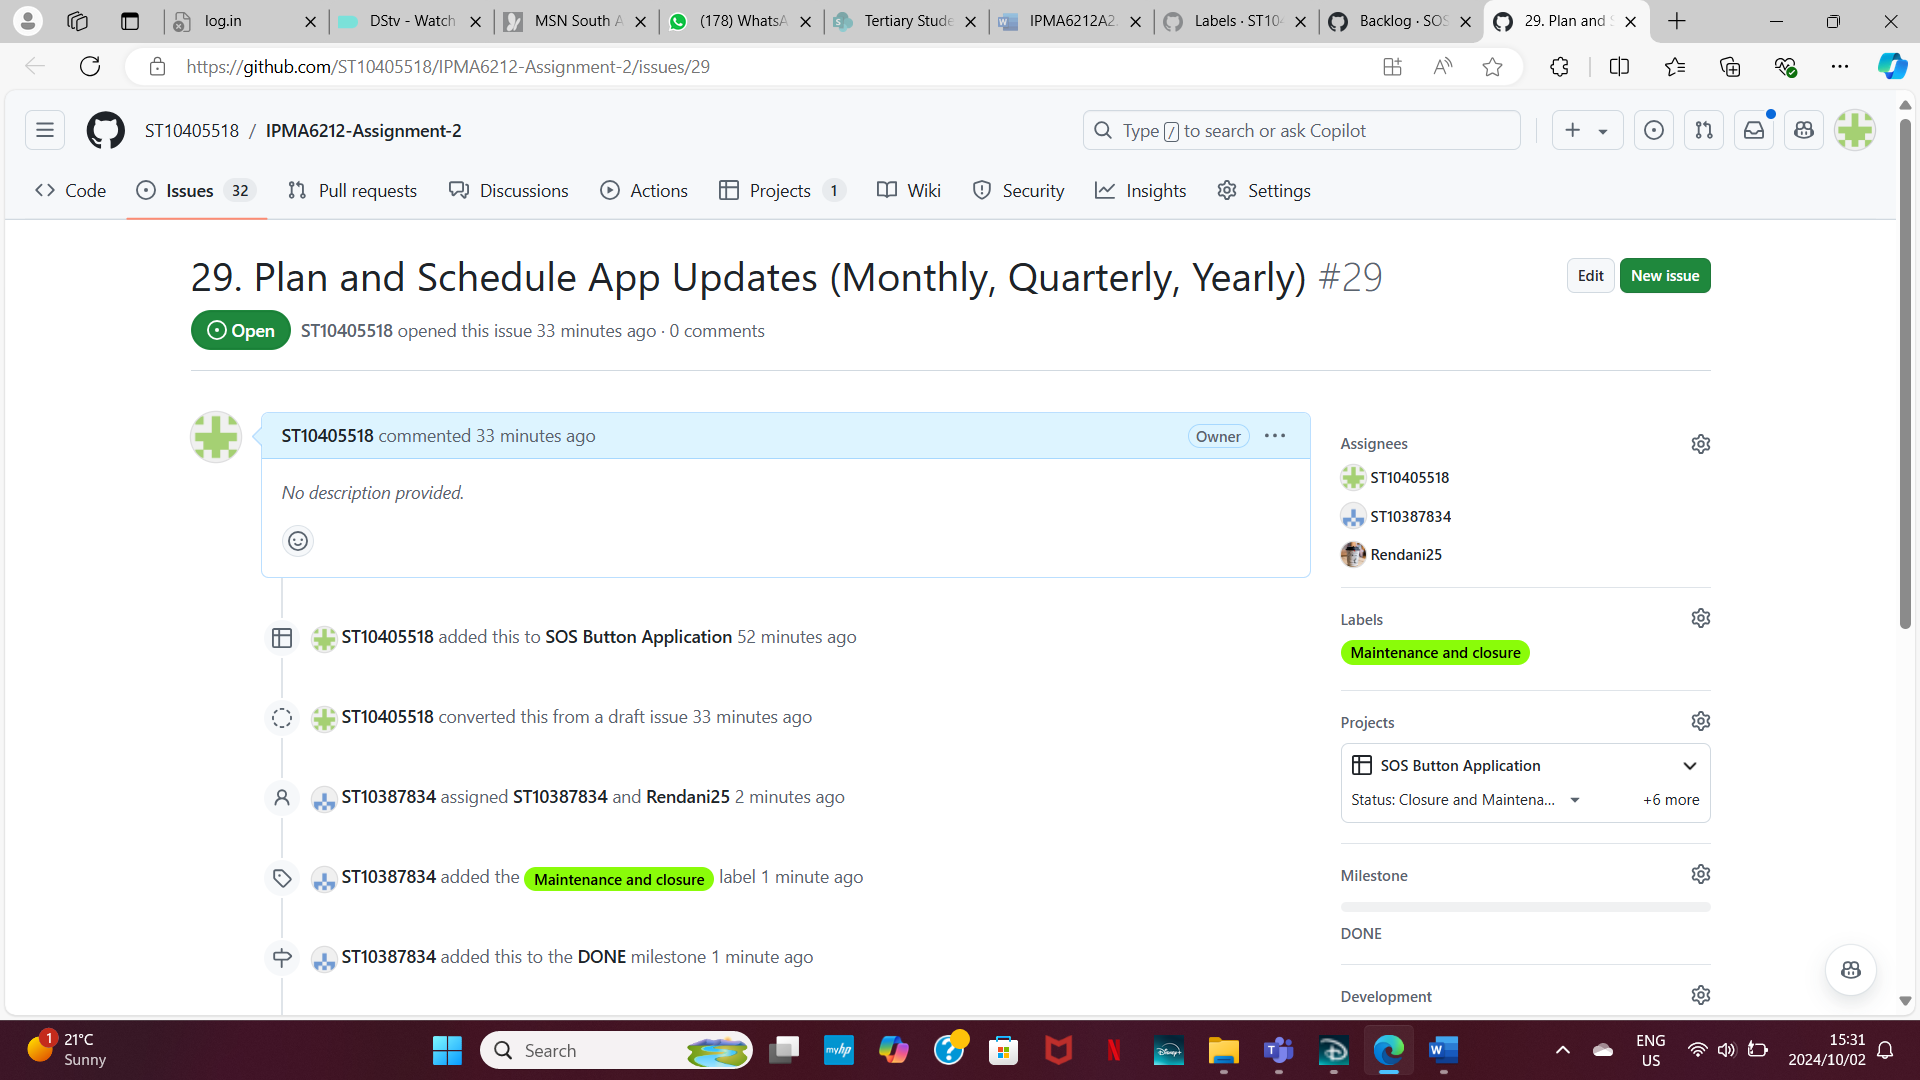 log.in
DStv - Watch
MSN South A
(178) WhatsA
Tertiary Stude
IPMA6212A2.
Labels · ST104
Backlog · SOS
29. Plan and S
https://github.com/ST10405518/IPMA6212-Assignment-2/issues/29
ST10405518 / IPMA6212-Assignment-2
Type / to search or ask Copilot
Code
Issues 32
Pull requests
Discussions
Actions
Projects 1
Wiki
Security
Insights
Settings
29. Plan and Schedule App Updates (Monthly, Quarterly, Yearly) #29
Edit
New issue
Open
ST10405518 opened this issue 33 minutes ago · 0 comments
ST10405518 commented 33 minutes ago
Owner
No description provided.
ST10405518 added this to SOS Button Application 52 minutes ago
ST10405518 converted this from a draft issue 33 minutes ago
ST10387834 assigned ST10387834 and Rendani25 2 minutes ago
ST10387834 added the Maintenance and closure label 1 minute ago
ST10387834 added this to the DONE milestone 1 minute ago
Assignees
ST10405518
ST10387834
Rendani25
Labels
Maintenance and closure
Projects
SOS Button Application
Status: Closure and Maintena...
+6 more
Milestone
DONE
Development
1
21°C
Sunny
Search
myhp
N
Disney+
ENG
US
15:31
2024/10/02